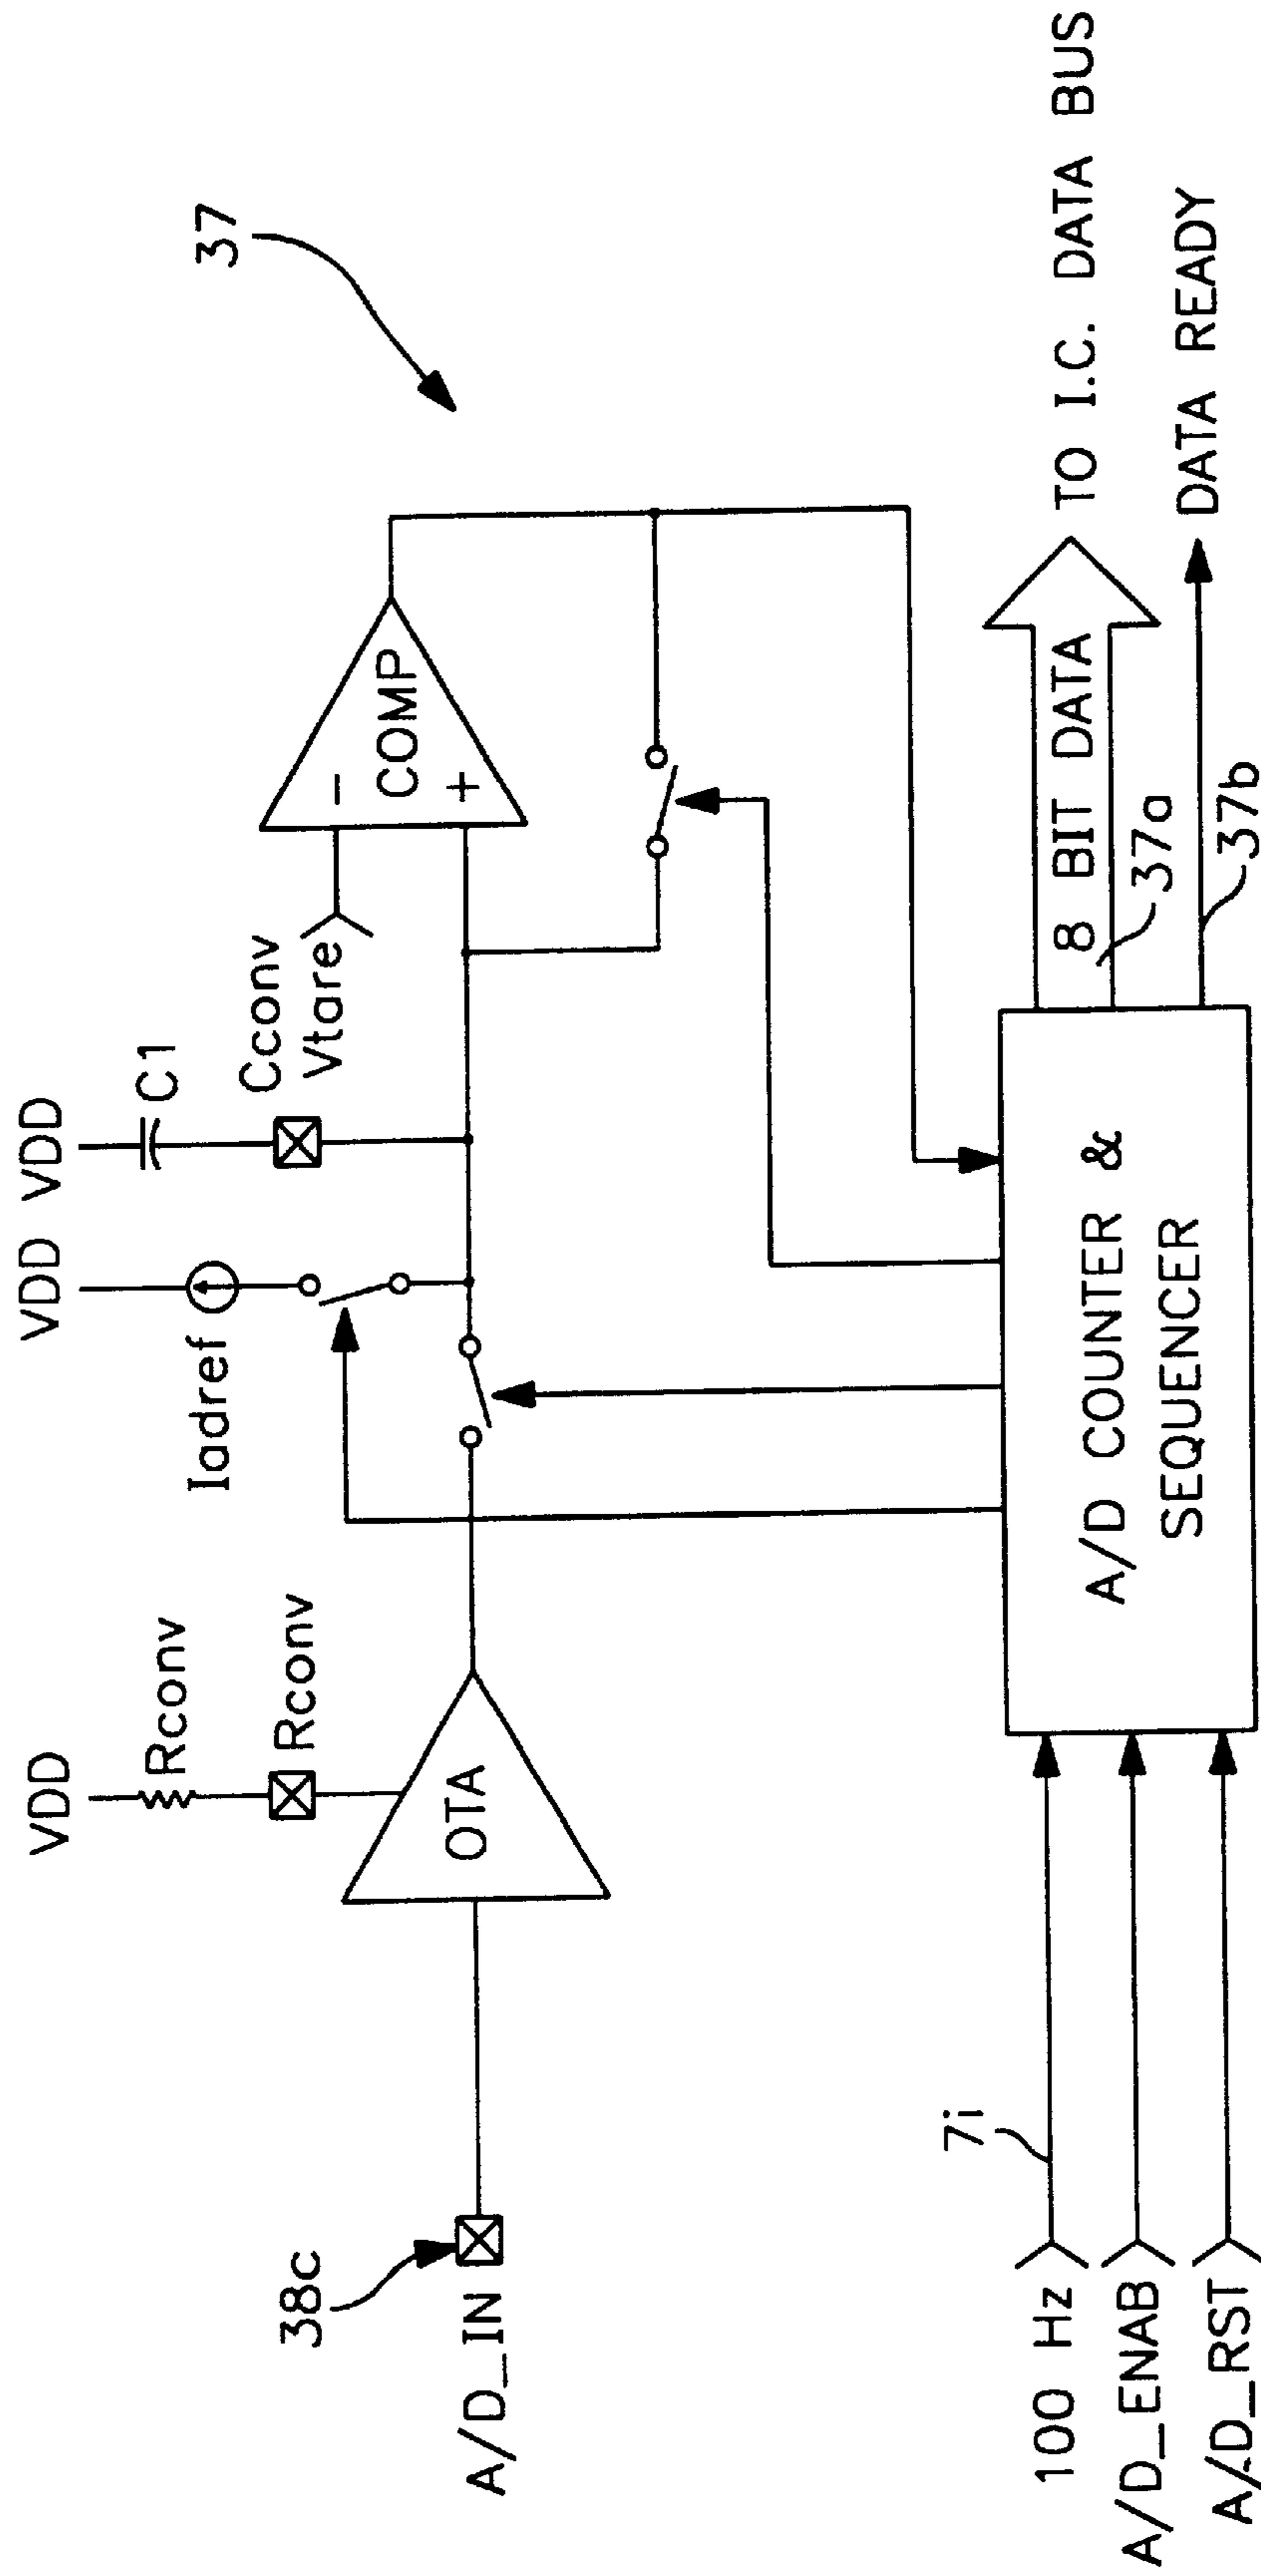 37
VDD
VDD
VDD
Rconv
Rconv
Iadref
C1
Cconv
Vtare
-
+
COMP
OTA
38c
A/D_IN
7i
100 Hz
A/D_ENAB
A/D_RST
A/D COUNTER &
SEQUENCER
8 BIT DATA
TO I.C. DATA BUS
37a
DATA READY
37b